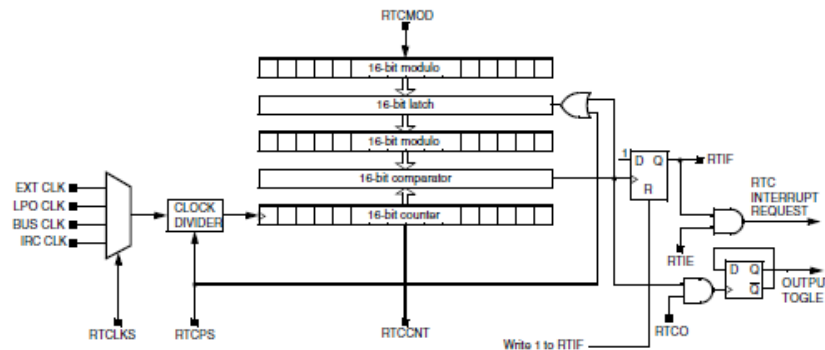 RTCMOD
16-bit modulo
16-bit latch
16-bit modulo
16-bit comparator
16-bit counter
EXT CLK
LPO CLK
BUS CLK
IRC CLK
CLOCK
DIVIDER
1
D Q
R
RTIF
RTC
INTERRUPT
REQUEST
RTIE
D Q
Q
OUTPUT
TOGLE
RTCO
RTCLKS
RTCPS
RTCCNT
Write 1 to RTIF